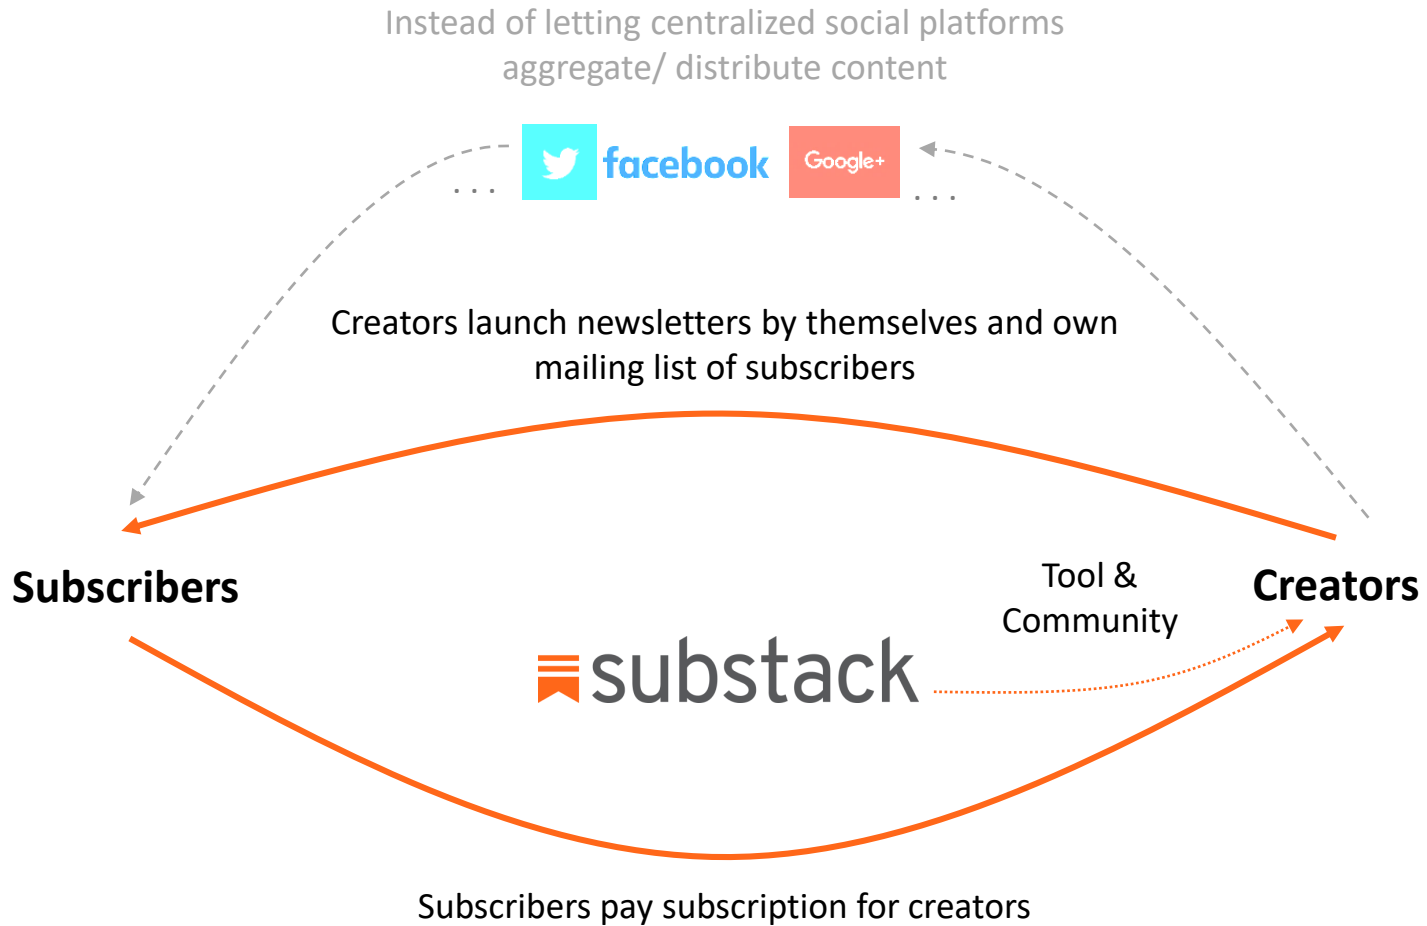 Instead of letting centralized social platforms
aggregate/ distribute content
facebook
Google+
. . .
. . .
Creators launch newsletters by themselves and own
mailing list of subscribers
Subscribers
Tool &
Community
Creators
substack
Subscribers pay subscription for creators